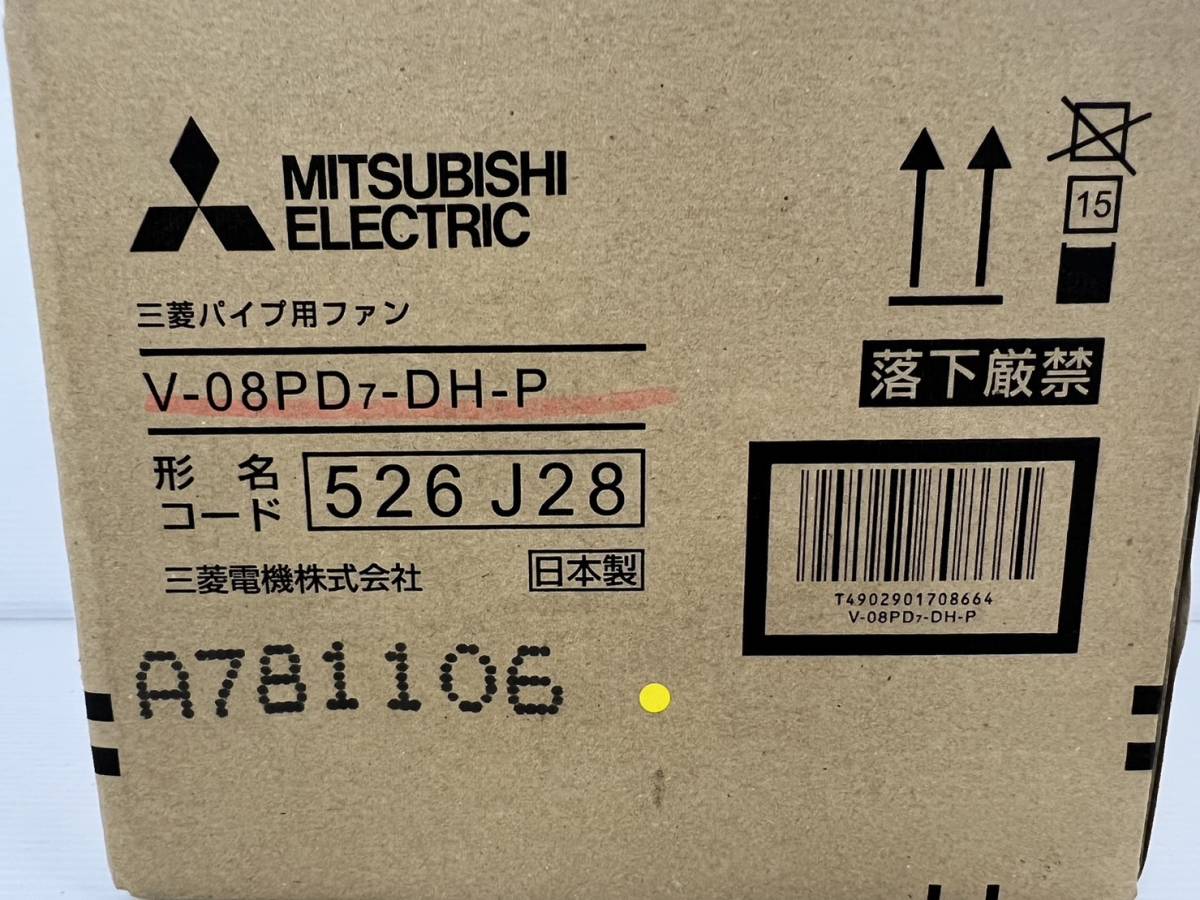 MITSUBISHI
ELECTRIC
三菱パイプ用ファン
V-08PD7-DH-P
形 名
コード
526 J28
三菱電機株式会社
日本製
A781106
15
落下厳禁
T4902901708664
V-08PD7-DH-P